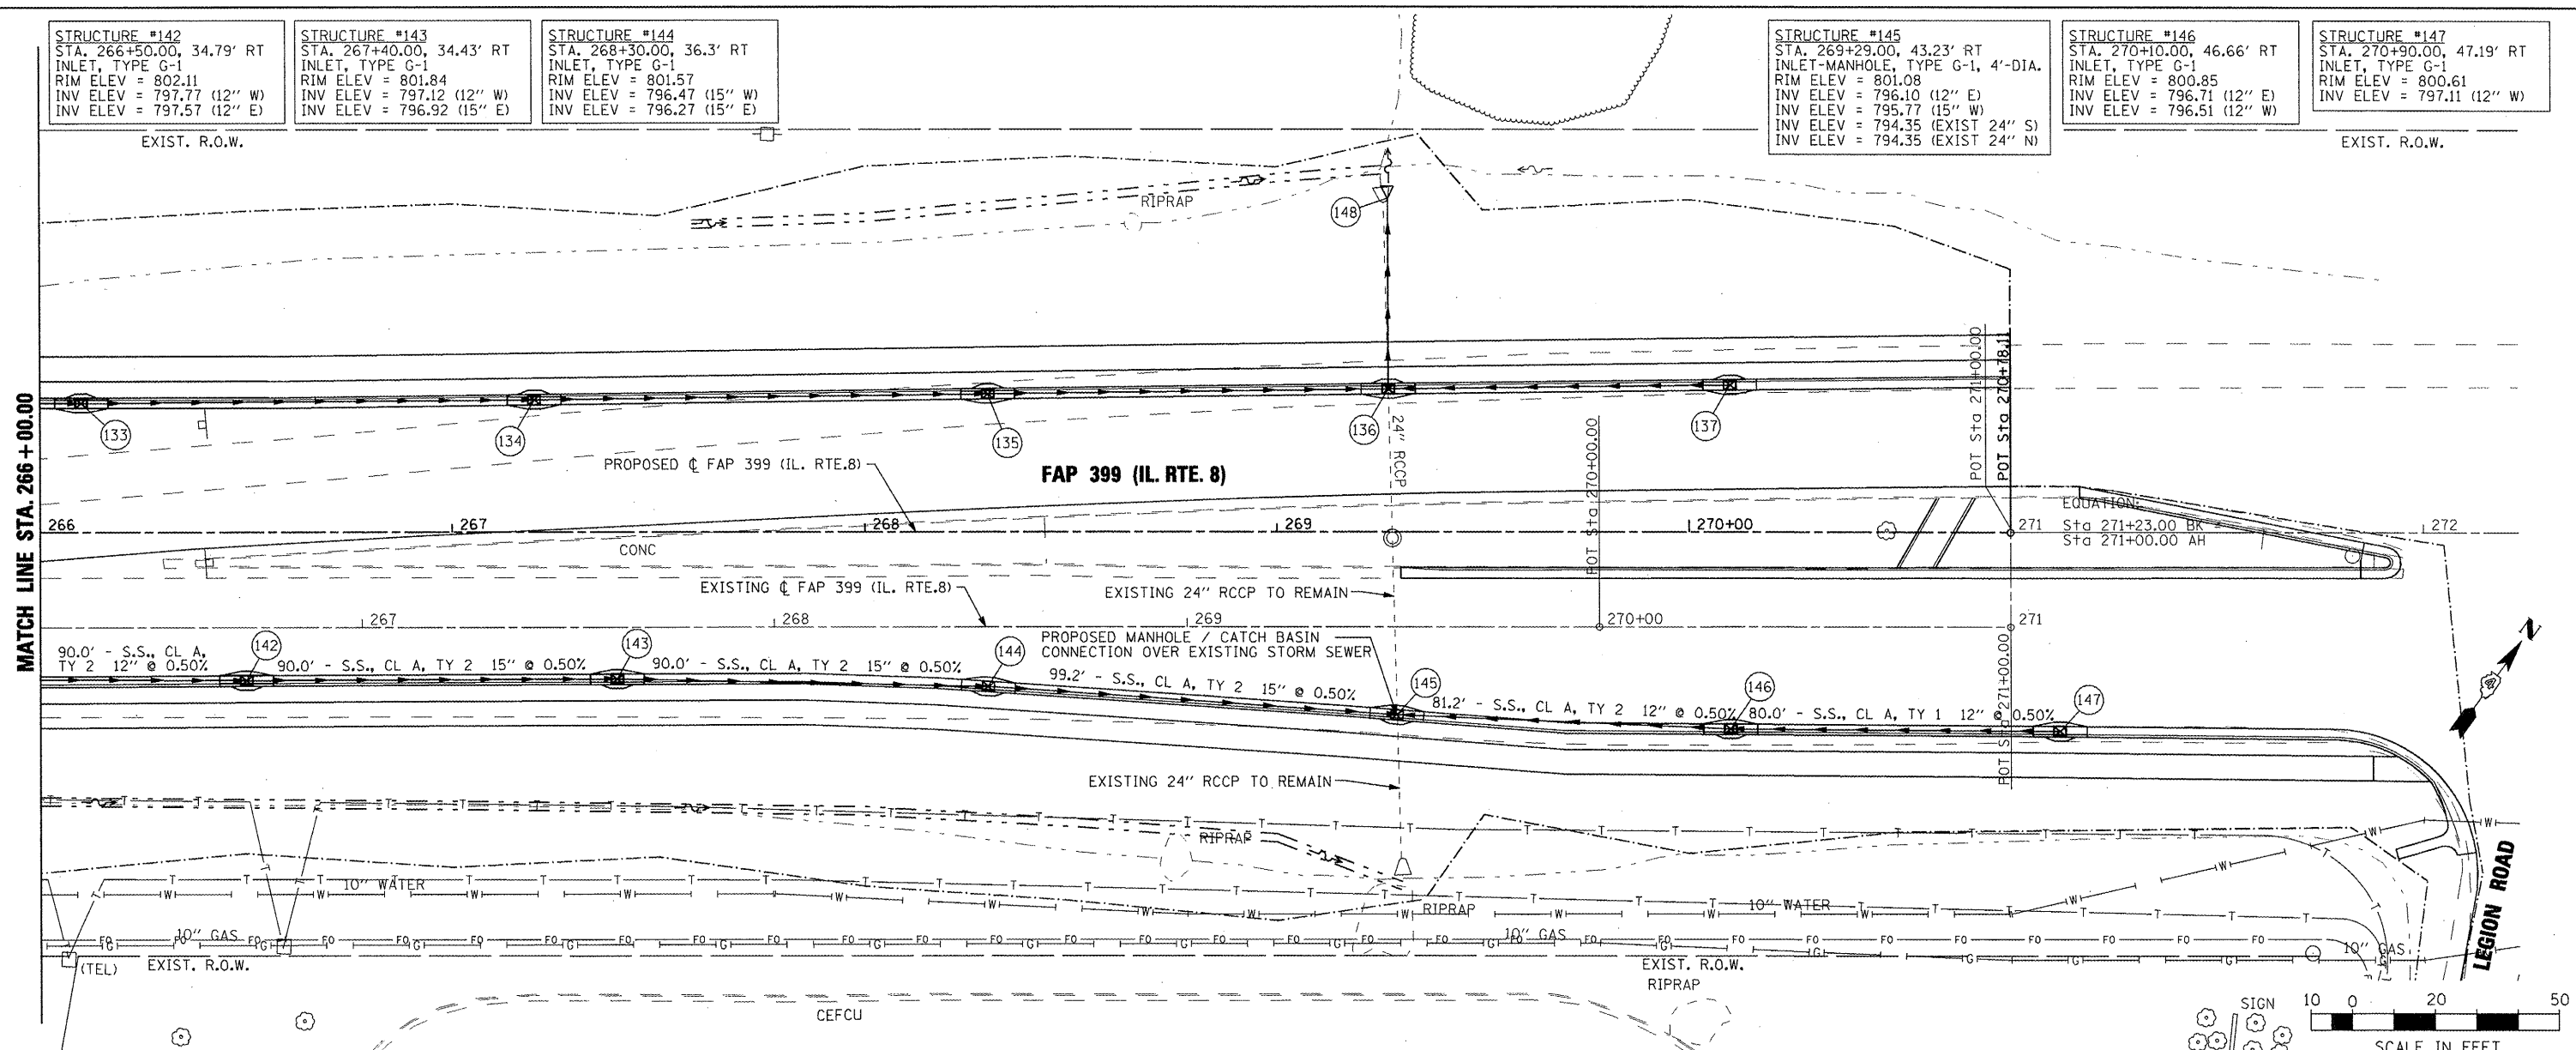 STRUCTURE #142
STA. 266+50.00, 34.79' RT
INLET, TYPE G-1
RIM ELEV = 802.11
INV ELEV = 797.77 (12" W)
INV ELEV = 797.57 (12" E)
STRUCTURE #143
STA. 267+40.00, 34.43' RT
INLET, TYPE G-1
RIM ELEV = 801.84
INV ELEV = 797.12 (12" W)
INV ELEV = 796.92 (15" E)
STRUCTURE #144
STA. 268+30.00, 36.3' RT
INLET, TYPE G-1
RIM ELEV = 801.57
INV ELEV = 796.47 (15" W)
INV ELEV = 796.27 (15" E)
STRUCTURE #145
STA. 269+29.00, 43.23' RT
INLET-MANHOLE, TYPE G-1, 4'-DIA.
RIM ELEV = 801.08
INV ELEV = 796.10 (12" E)
INV ELEV = 795.77 (15" W)
INV ELEV = 794.35 (EXIST 24" S)
INV ELEV = 794.35 (EXIST 24" N)
STRUCTURE #146
STA. 270+10.00, 46.66' RT
INLET, TYPE G-1
RIM ELEV = 800.85
INV ELEV = 796.71 (12" E)
INV ELEV = 796.51 (12" W)
STRUCTURE #147
STA. 270+90.00, 47.19' RT
INLET, TYPE G-1
RIM ELEV = 800.61
INV ELEV = 797.11 (12" W)
EXIST. R.O.W.
EXIST. R.O.W.
RIPRAP
148
MATCH LINE STA. 266+00.00
133
134
135
136
137
24" RCCP
POT Sta 270+00.00
POT Sta 271+00.00
POT Sta 270+78.11
PROPOSED ℄ FAP 399 (IL. RTE.8)
FAP 399 (IL. RTE. 8)
266
267
268
269
270+00
271
272
EQUATION:
Sta 271+23.00 BK =
Sta 271+00.00 AH
CONC
EXISTING ℄ FAP 399 (IL. RTE.8)
EXISTING 24" RCCP TO REMAIN
267
268
269
270+00
271
PROPOSED MANHOLE / CATCH BASIN
CONNECTION OVER EXISTING STORM SEWER
90.0' - S.S., CL A,
TY 2 12" @ 0.50%
142
90.0' - S.S., CL A, TY 2 15" @ 0.50%
143
90.0' - S.S., CL A, TY 2 15" @ 0.50%
144
99.2' - S.S., CL A, TY 2 15" @ 0.50%
145
81.2' - S.S., CL A, TY 2 12" @ 0.50%
146
80.0' - S.S., CL A, TY 1 12" @ 0.50%
147
POT Sta 271+00.00
N
EXISTING 24" RCCP TO REMAIN
RIPRAP
10" WATER
RIPRAP
10" WATER
10" GAS
10" GAS
10" GAS
(TEL)
EXIST. R.O.W.
EXIST. R.O.W.
RIPRAP
LEGION ROAD
CEFCU
SIGN
10 0 20 50
SCALE IN FEET